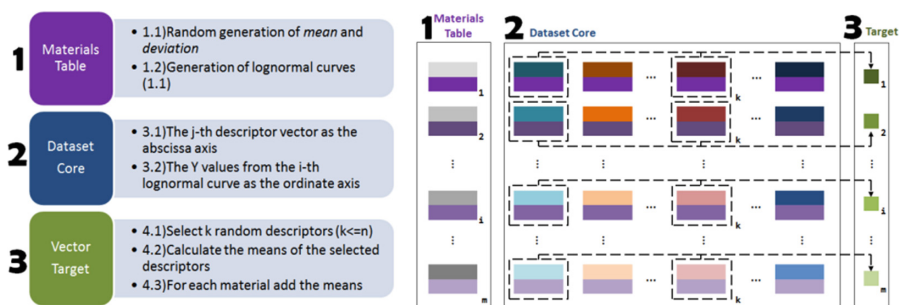 1
Materials
Table
• 1.1)Random generation of mean and
deviation
• 1.2)Generation of lognormal curves
(1.1)
2
Dataset
Core
• 3.1)The j-th descriptor vector as the
abscissa axis
• 3.2)The Y values from the i-th
lognormal curve as the ordinate axis
3
Vector
Target
• 4.1)Select k random descriptors (k<=n)
• 4.2)Calculate the means of the selected
descriptors
• 4.3)For each material add the means
1 Materials
Table
2 Dataset Core
3 Target
1
... k ...
1
2
... k ...
2
⋮ ⋮ ⋮ ⋮
i
... k ...
i
⋮ ⋮ ⋮ ⋮
m
... k ...
m